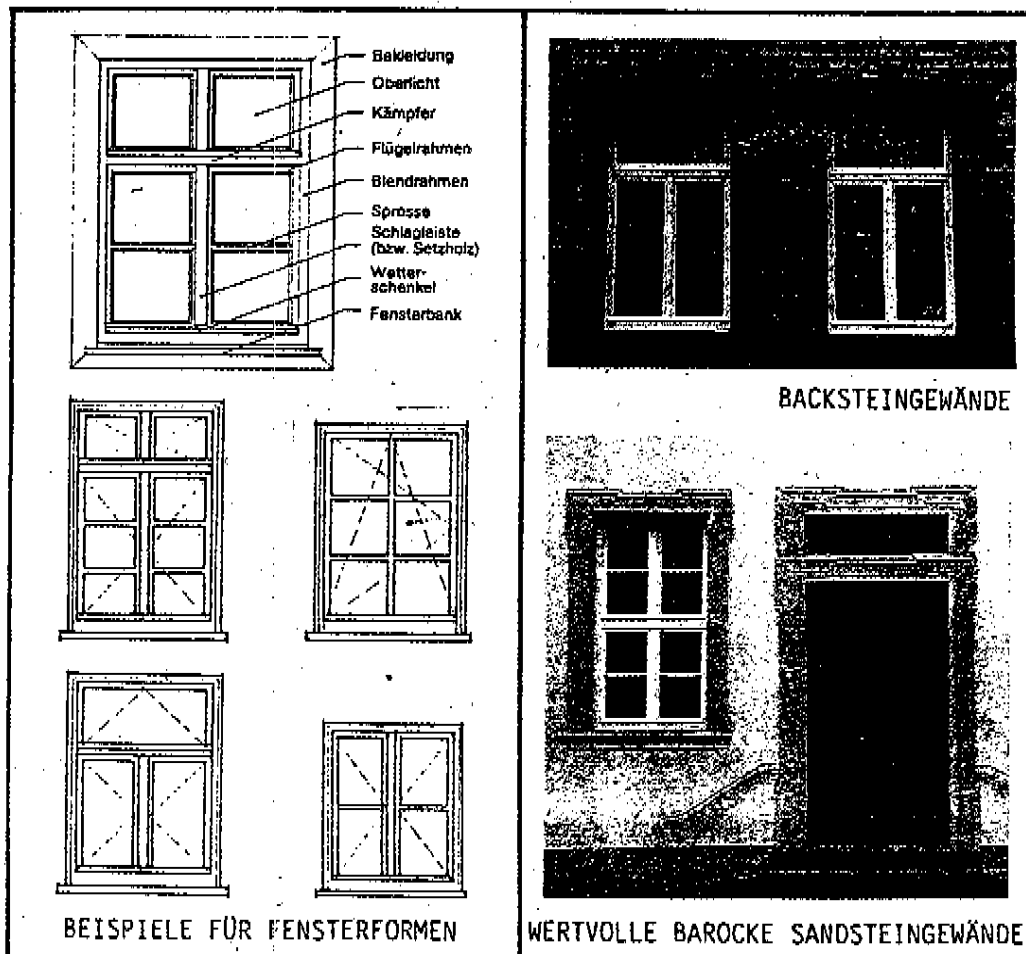 Bekleidung
Oberlicht
Kämpfer
Flügelrahmen
Blendrahmen
Sprosse
Schlagleiste
(bzw. Setzholz)
Wetter-
schenkel
Fensterbank
BEISPIELE FÜR FENSTERFORMEN
BACKSTEINGEWÄNDE
WERTVOLLE BAROCKE SANDSTEINGEWÄNDE